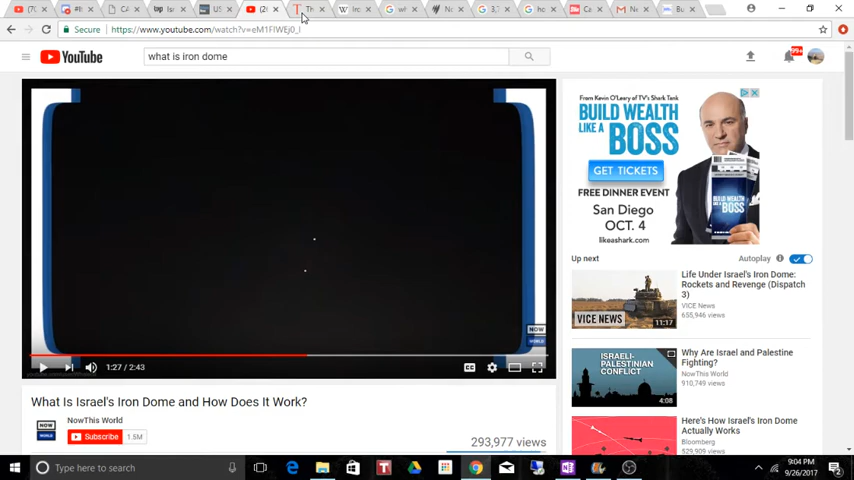 Secure
https://www.youtube.com/watch?v=eM1FIWEj0_I
YouTube
what is iron dome
99+
From Kevin O'Leary of TV's Shark Tank
BUILD WEALTH
LIKE A BOSS
GET TICKETS
FREE DINNER EVENT
San Diego
OCT. 4
likeashark.com
NOW
WORLD
1:27 / 2:43
Up next
Autoplay
VICE NEWS
11:17
Life Under Israel's Iron Dome:
Rockets and Revenge (Dispatch
3)
VICE News
655,946 views
ISRAELI-
PALESTINIAN
CONFLICT
4:08
Why Are Israel and Palestine
Fighting?
NowThis World
910,749 views
Here's How Israel's Iron Dome
Actually Works
Bloomberg
529,909 views
What Is Israel's Iron Dome and How Does It Work?
NOW
WORLD
NowThis World
Subscribe
1.5M
293,977 views
Type here to search
9:04 PM
9/26/2017